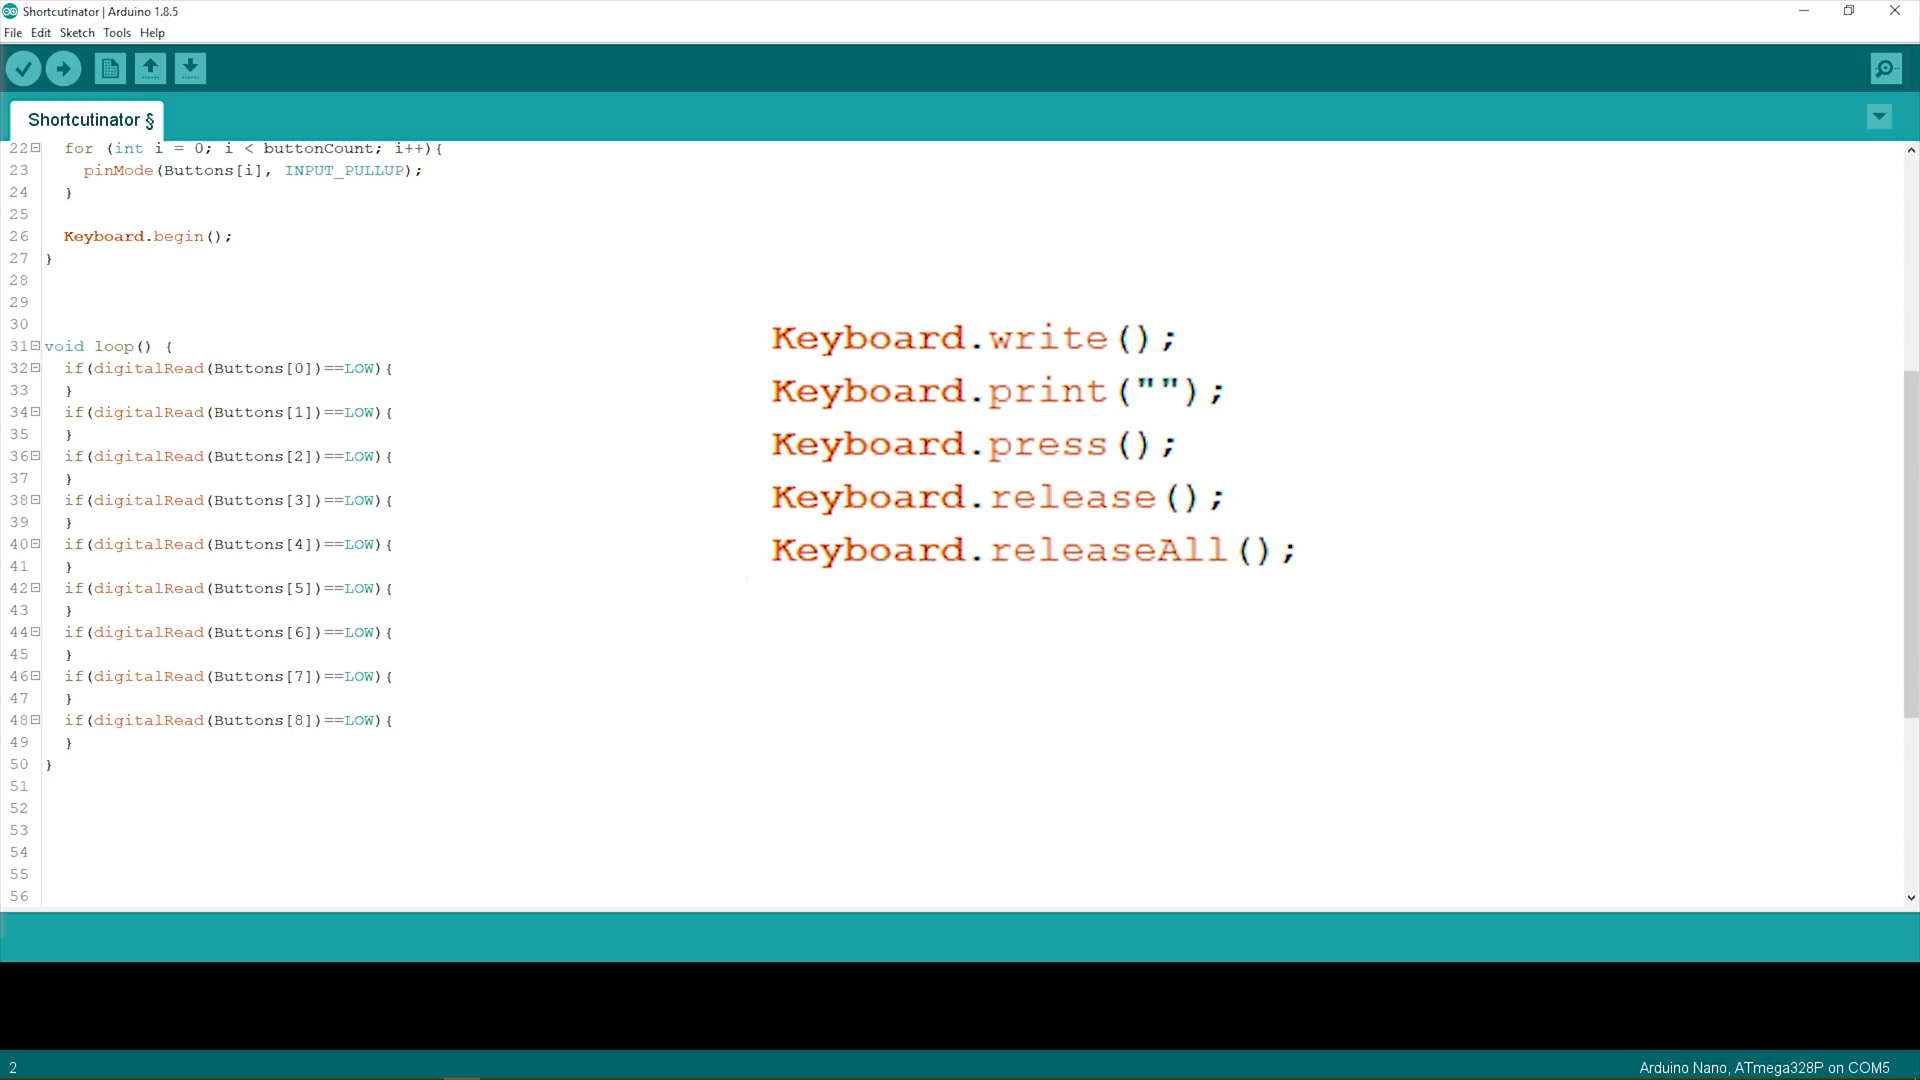 Shortcutinator | Arduino 1.8.5
File Edit Sketch Tools Help
Shortcutinator §
22 for (int i = 0; i < buttonCount; i++){
23 pinMode(Buttons[i], INPUT_PULLUP);
24 }
25
26 Keyboard.begin();
27 }
28
29
30
31 void loop() {
32 if(digitalRead(Buttons[0])==LOW){
33 }
34 if(digitalRead(Buttons[1])==LOW){
35 }
36 if(digitalRead(Buttons[2])==LOW){
37 }
38 if(digitalRead(Buttons[3])==LOW){
39 }
40 if(digitalRead(Buttons[4])==LOW){
41 }
42 if(digitalRead(Buttons[5])==LOW){
43 }
44 if(digitalRead(Buttons[6])==LOW){
45 }
46 if(digitalRead(Buttons[7])==LOW){
47 }
48 if(digitalRead(Buttons[8])==LOW){
49 }
50 }
51
52
53
54
55
56
Keyboard.write();
Keyboard.print("");
Keyboard.press();
Keyboard.release();
Keyboard.releaseAll();
2
Arduino Nano, ATmega328P on COM5